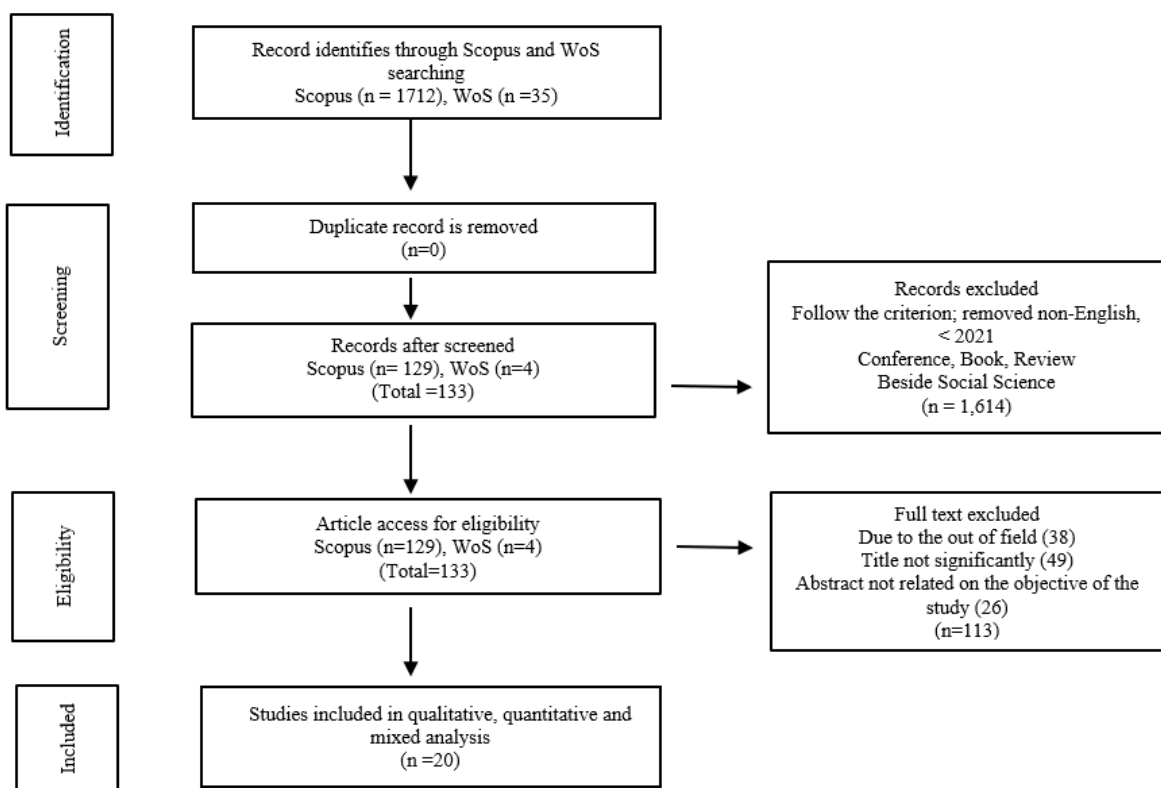 Identification
Record identifies through Scopus and WoS
searching
Scopus (n = 1712), WoS (n =35)
Screening
Duplicate record is removed
(n=0)
Records after screened
Scopus (n= 129), WoS (n=4)
(Total =133)
Records excluded
Follow the criterion; removed non-English,
< 2021
Conference, Book, Review
Beside Social Science
(n = 1,614)
Eligibility
Article access for eligibility
Scopus (n=129), WoS (n=4)
(Total=133)
Full text excluded
Due to the out of field (38)
Title not significantly (49)
Abstract not related on the objective of the
study (26)
(n=113)
Included
Studies included in qualitative, quantitative and
mixed analysis
(n =20)